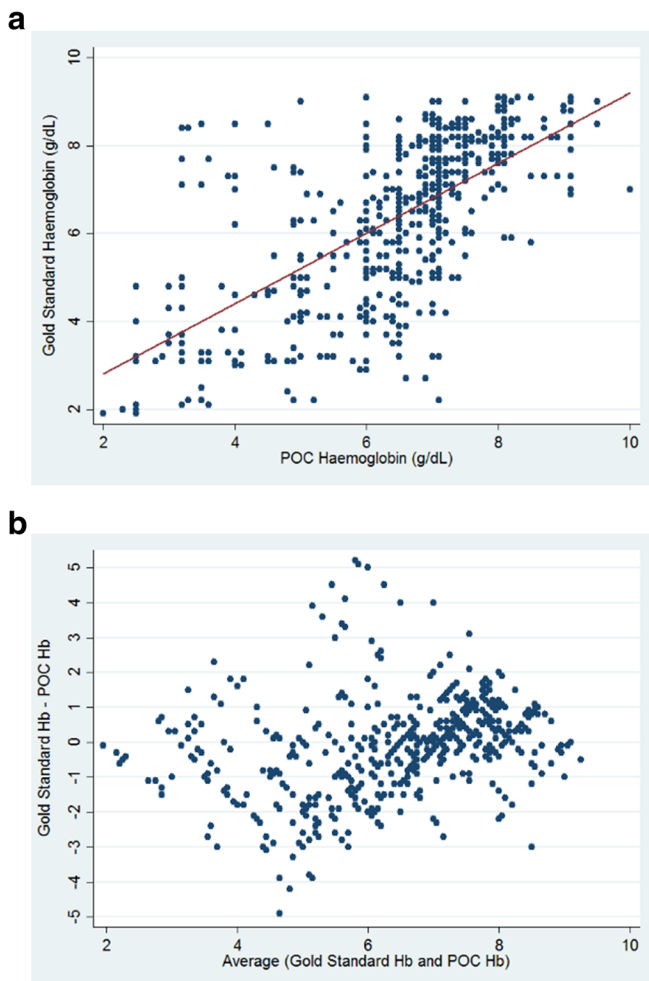 a
10
8
6
4
2
Gold Standard Haemoglobin (g/dL)
2 4 6 8 10
POC Haemoglobin (g/dL)
b
5
4
3
2
1
0
-1
-2
-3
-4
-5
Gold Standard Hb - POC Hb
2 4 6 8 10
Average (Gold Standard Hb and POC Hb)